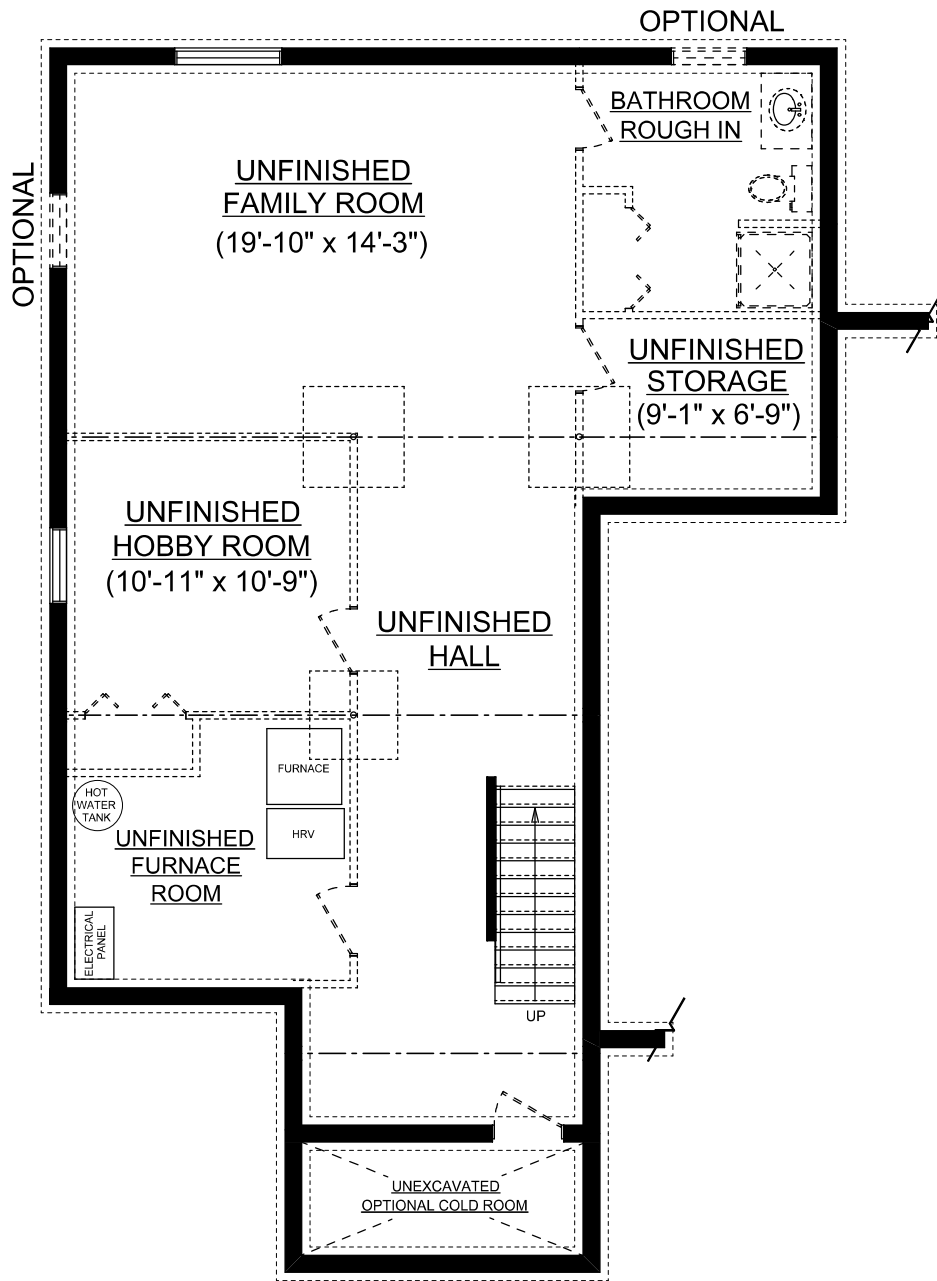 OPTIONAL
BATHROOM
ROUGH IN
UNFINISHED
FAMILY ROOM
(19'-10" x 14'-3")
OPTIONAL
UNFINISHED
STORAGE
(9'-1" x 6'-9")
UNFINISHED
HOBBY ROOM
(10'-11" x 10'-9")
UNFINISHED
HALL
FURNACE
HOT
WATER
TANK
HRV
UNFINISHED
FURNACE
ROOM
ELECTRICAL
PANEL
UP
UNEXCAVATED
OPTIONAL COLD ROOM